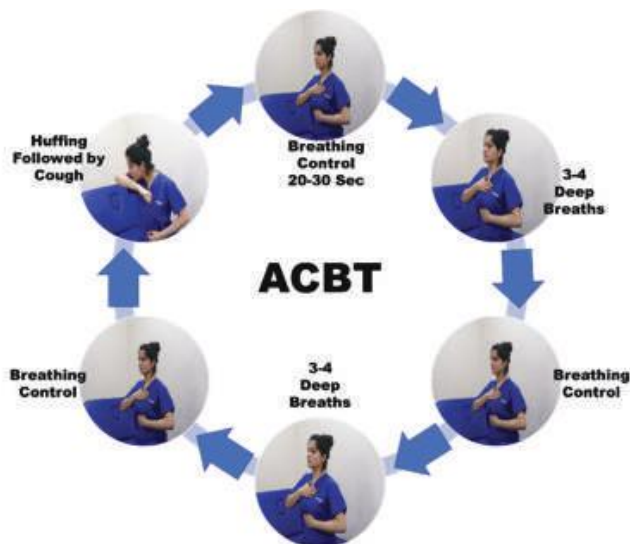 Breathing
Control
20-30 Sec
3-4
Deep
Breaths
Breathing
Control
3-4
Deep
Breaths
Breathing
Control
Huffing
Followed by
Cough
ACBT